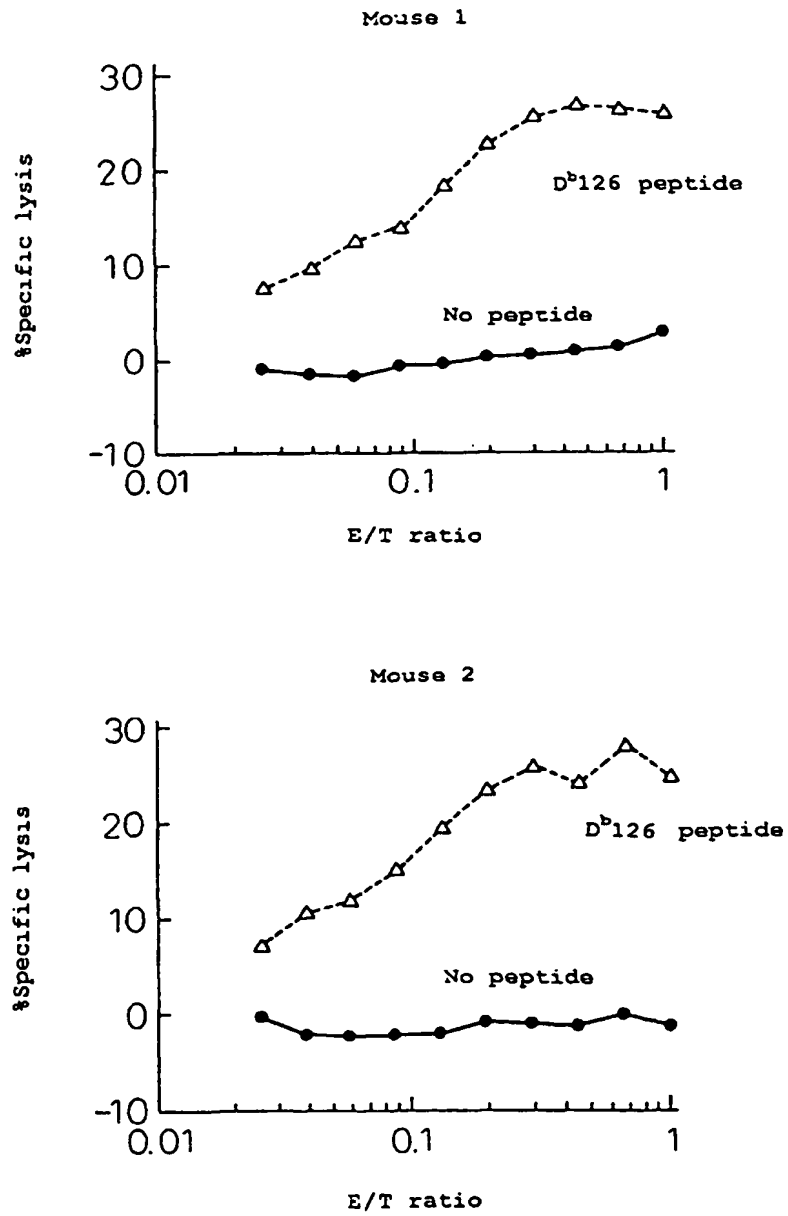 Mouse 1
%Specific lysis
30
20
10
0
-10
D^b126 peptide
No peptide
0.01
0.1
1
E/T ratio
Mouse 2
%Specific lysis
30
20
10
0
-10
D^b126 peptide
No peptide
0.01
0.1
1
E/T ratio